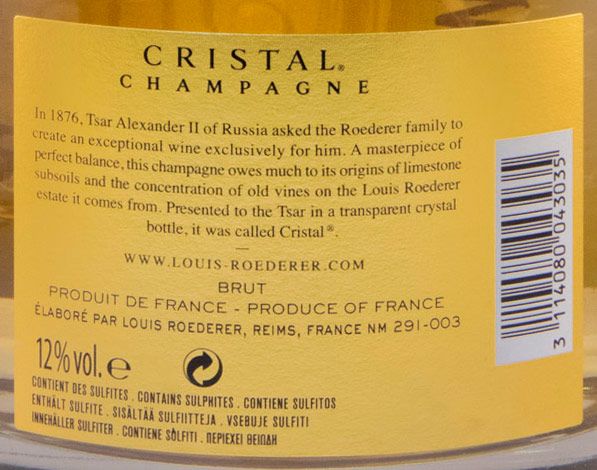 CRISTAL®
CHAMPAGNE
In 1876, Tsar Alexander II of Russia asked the Roederer family to
create an exceptional wine exclusively for him. A masterpiece of
perfect balance, this champagne owes much to its origins of limestone
subsoils and the concentration of old vines on the Louis Roederer
estate it comes from. Presented to the Tsar in a transparent crystal
bottle, it was called Cristal®.
WWW.LOUIS-ROEDERER.COM
BRUT
PRODUIT DE FRANCE - PRODUCE OF FRANCE
ÉLABORÉ PAR LOUIS ROEDERER, REIMS, FRANCE NM 291-003
12%vol. e
CONTIENT DES SULFITES . CONTAINS SULPHITES . CONTIENE SULFITOS
ENTHÄLT SULFITE . SISÄLTÄÄ SULFIITTEJA . VSEBUJE SULFITI
INNEHÅLLER SULFITER . CONTIENE SOLFITI . ΠΕΡΙΕΧΕΙ ΘΕΙΩΔΗ
3 114080 043035